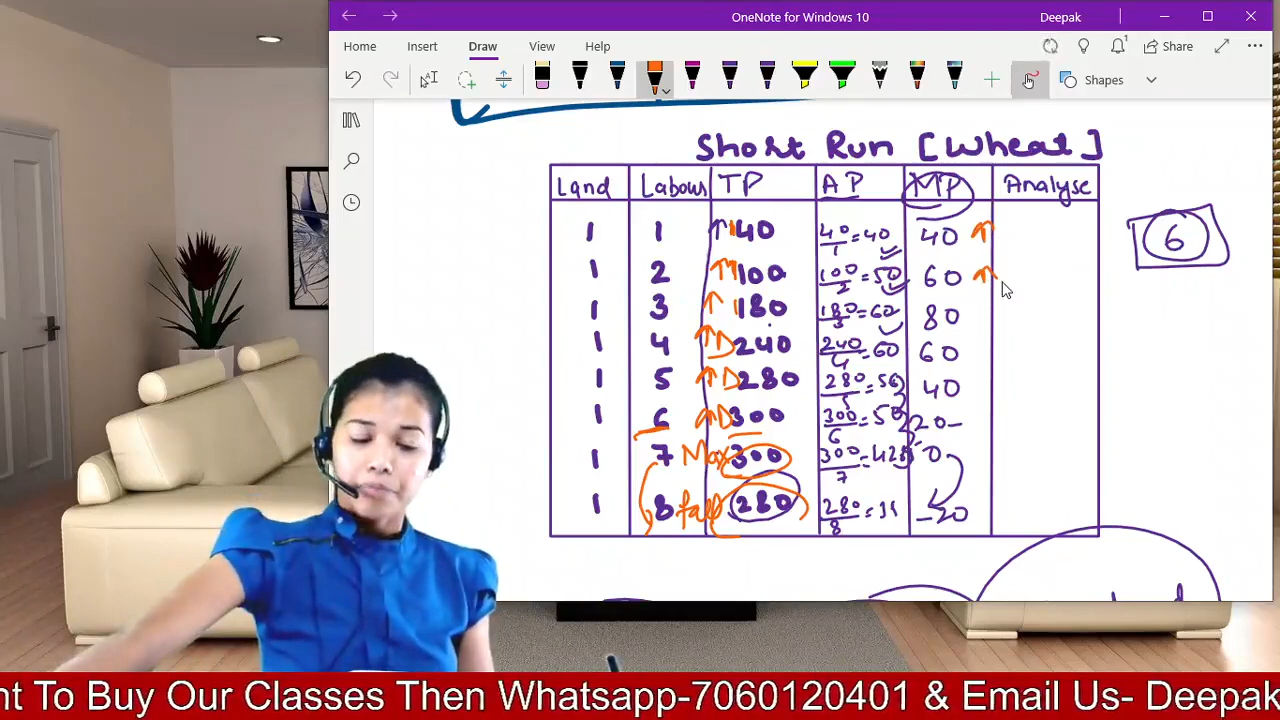 OneNote for Windows 10
Deepak
Home Insert Draw View Help
Share
Shapes
Short Run [Wheat]
Land Labour TP AP MP Analyse
1 1 ↑↑40 40/1=40 40 ↑
1 2 ↑↑100 100/2=50 60 ↑
1 3 ↑↑180 180/3=60 80
1 4 ↑D 240 240/4=60 60
1 5 ↑D 280 280/5=56 40
1 6 ↑D 300 300/6=50 20
1 7 Max 300 300/7= 0
1 8 Fall 280 280/8= -20
6
nt To Buy Our Classes Then Whatsapp-7060120401 & Email Us- Deepak